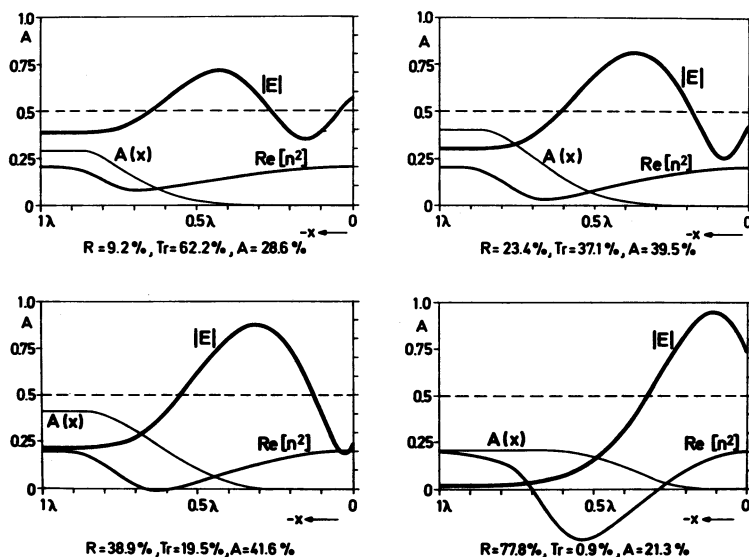 1.0
A
0.75
|E|
0.5
A(x)
0.25
Re[n²]
0
1λ
0.5λ
0
-x ←
R=9.2%, Tr=62.2%, A=28.6%
1.0
A
0.75
|E|
0.5
A(x)
0.25
Re[n²]
0
1λ
0.5λ
0
-x ←
R=23.4%, Tr=37.1%, A=39.5%
1.0
A
0.75
|E|
0.5
A(x)
0.25
Re[n²]
0
1λ
0.5λ
0
-x ←
R=38.9%, Tr=19.5%, A=41.6%
1.0
A
0.75
|E|
0.5
A(x)
0.25
Re[n²]
0
1λ
0.5λ
0
-x ←
R=77.8%, Tr=0.9%, A=21.3%